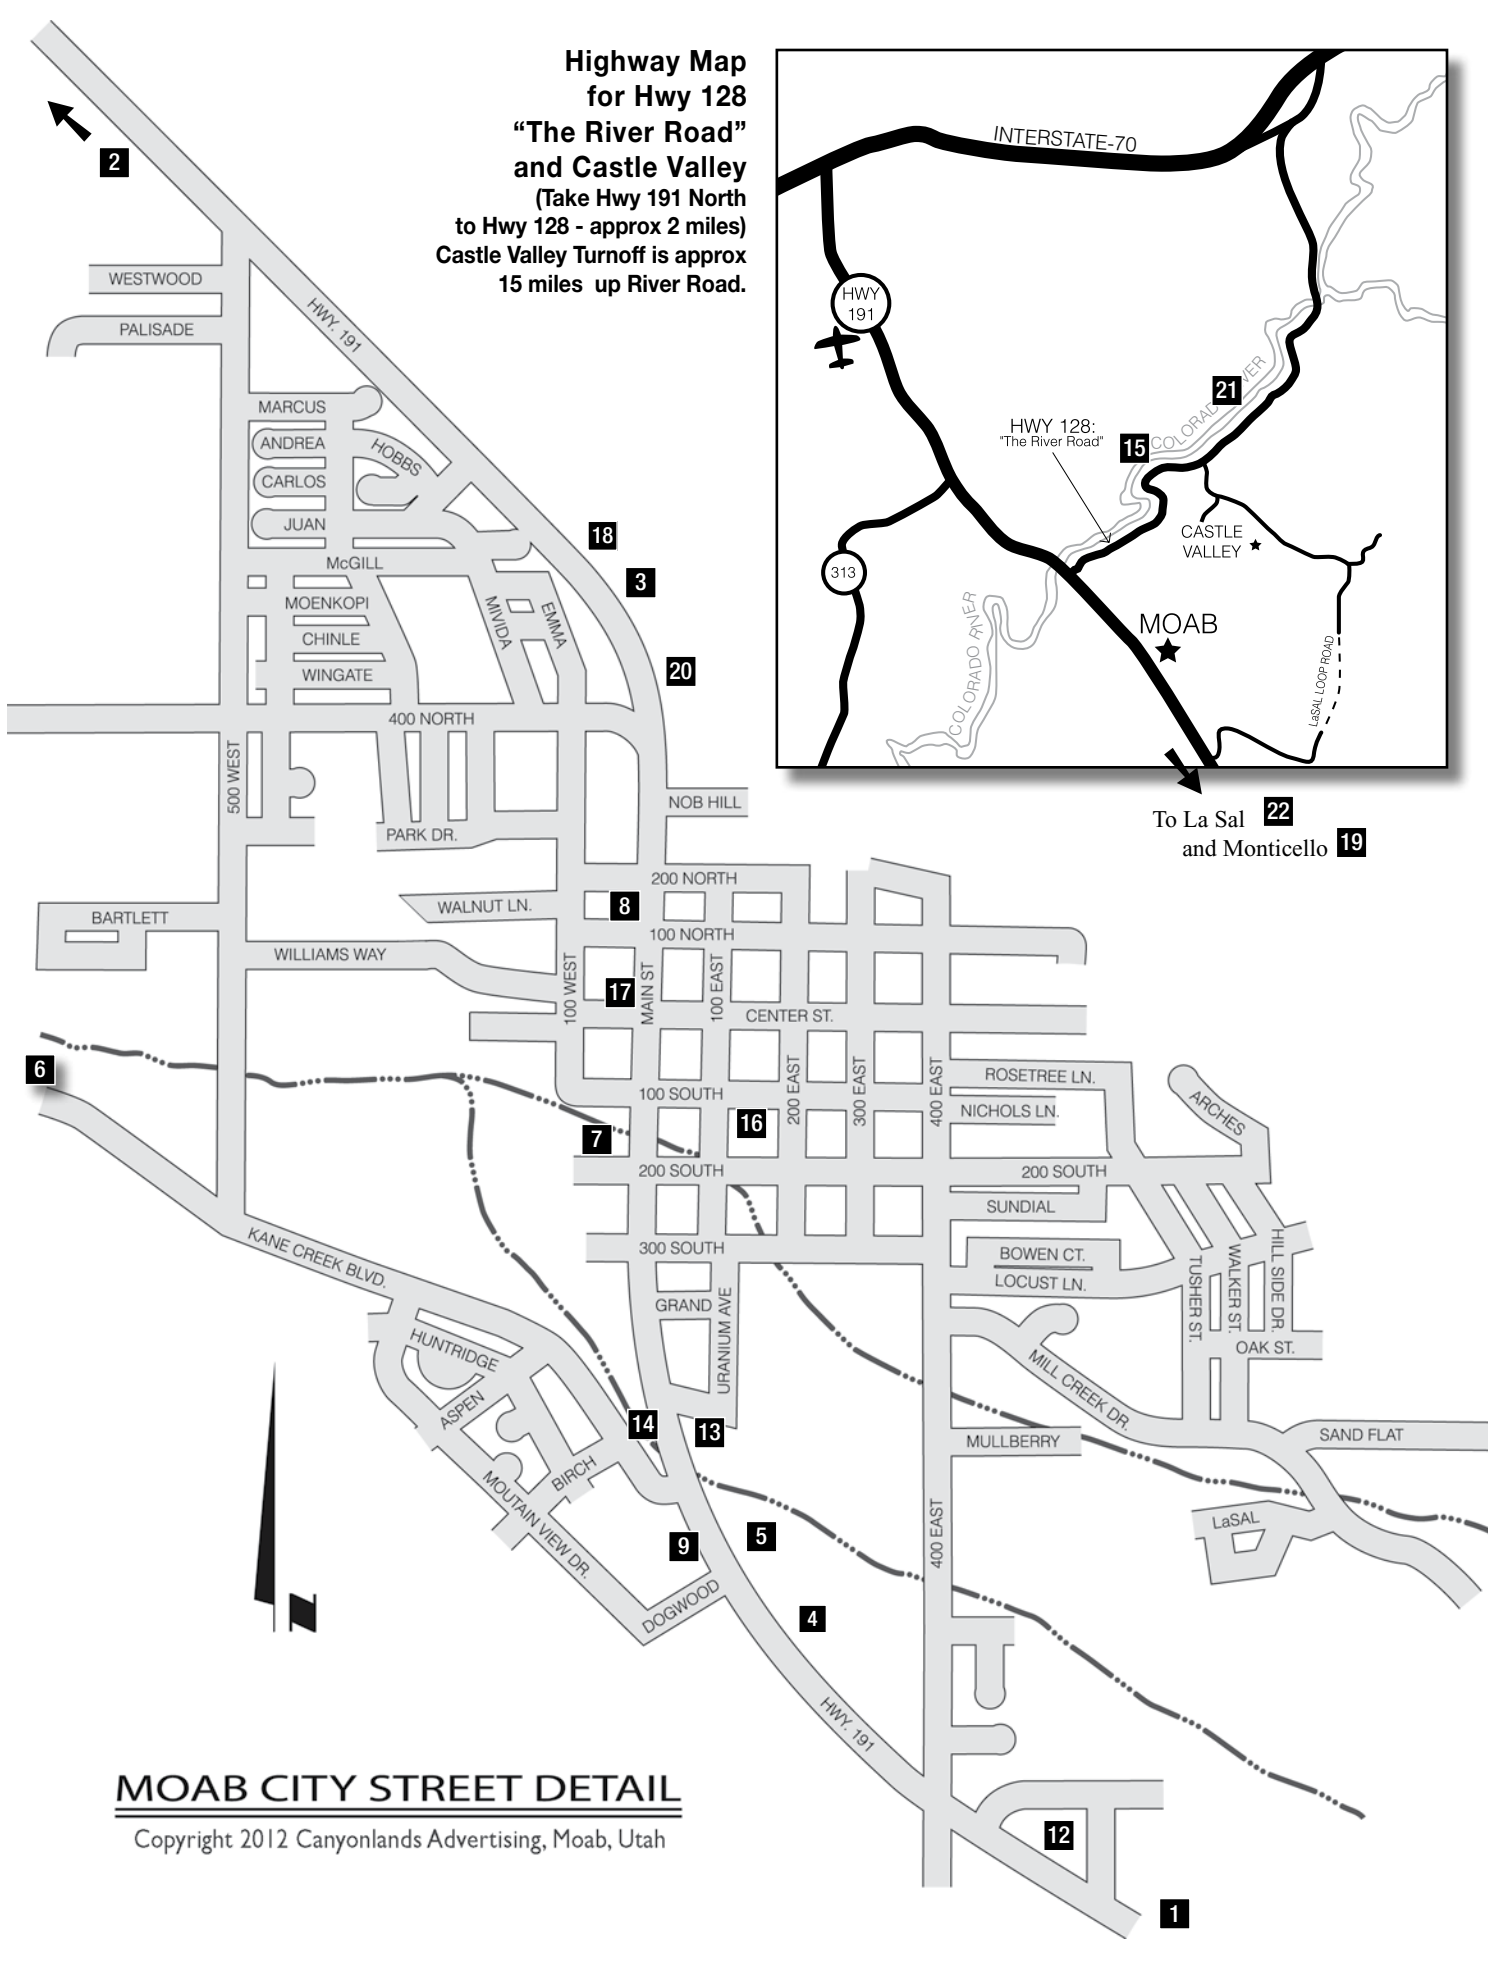 Highway Map
for Hwy 128
“The River Road”
and Castle Valley
(Take Hwy 191 North
to Hwy 128 - approx 2 miles)
Castle Valley Turnoff is approx
15 miles up River Road.
INTERSTATE-70
HWY
191
21
COLORADO RIVER
15
HWY 128:
"The River Road"
CASTLE
VALLEY
313
COLORADO RIVER
MOAB
LaSAL LOOP ROAD
To La Sal 22
and Monticello 19
2
WESTWOOD
PALISADE
HWY. 191
MARCUS
ANDREA
HOBBS
CARLOS
JUAN
18
McGILL
3
MOENKOPI
MIVIDA
EMMA
CHINLE
WINGATE
20
400 NORTH
500 WEST
NOB HILL
PARK DR.
200 NORTH
WALNUT LN.
8
BARTLETT
100 NORTH
WILLIAMS WAY
100 WEST
17
MAIN ST
100 EAST
CENTER ST.
6
200 EAST
300 EAST
400 EAST
ROSETREE LN.
100 SOUTH
NICHOLS LN.
ARCHES
16
7
200 SOUTH
200 SOUTH
SUNDIAL
KANE CREEK BLVD.
300 SOUTH
BOWEN CT.
LOCUST LN.
TUSHER ST.
WALKER ST.
HILL SIDE DR.
GRAND
URANIUM AVE
HUNTRIDGE
OAK ST.
MILL CREEK DR.
ASPEN
14
13
MULLBERRY
SAND FLAT
BIRCH
MOUTAIN VIEW DR.
LaSAL
9
5
400 EAST
DOGWOOD
4
N
HWY. 191
MOAB CITY STREET DETAIL
Copyright 2012 Canyonlands Advertising, Moab, Utah
12
1